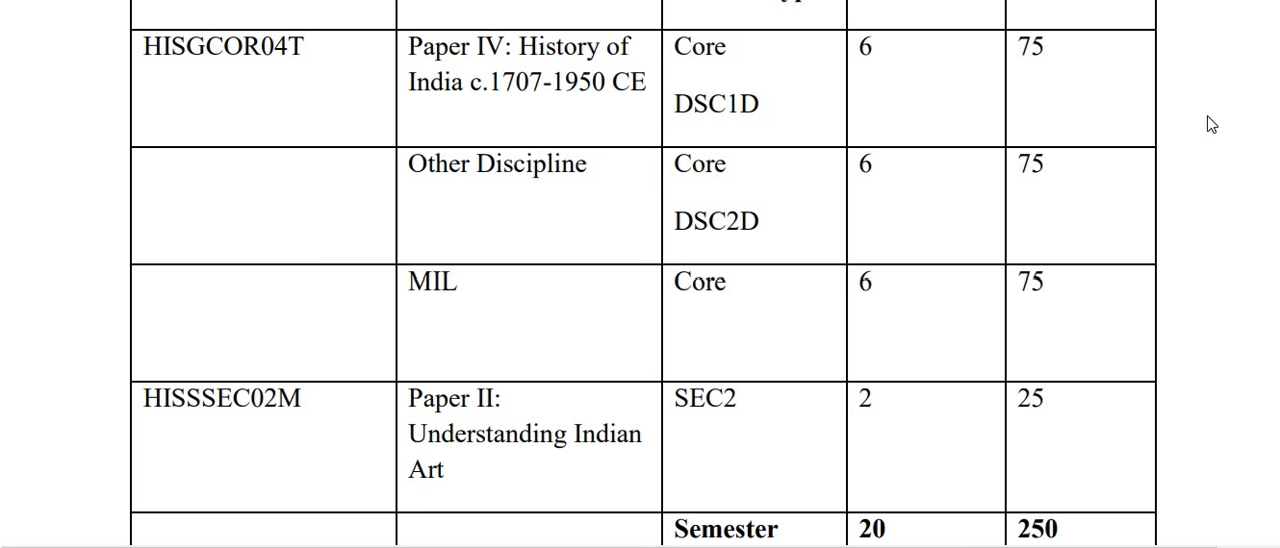 HISGCOR04T Paper IV: History of Core 6 75
India c.1707-1950 CE
DSC1D
Other Discipline Core 6 75
DSC2D
MIL Core 6 75
HISSSEC02M Paper II: SEC2 2 25
Understanding Indian
Art
Semester 20 250